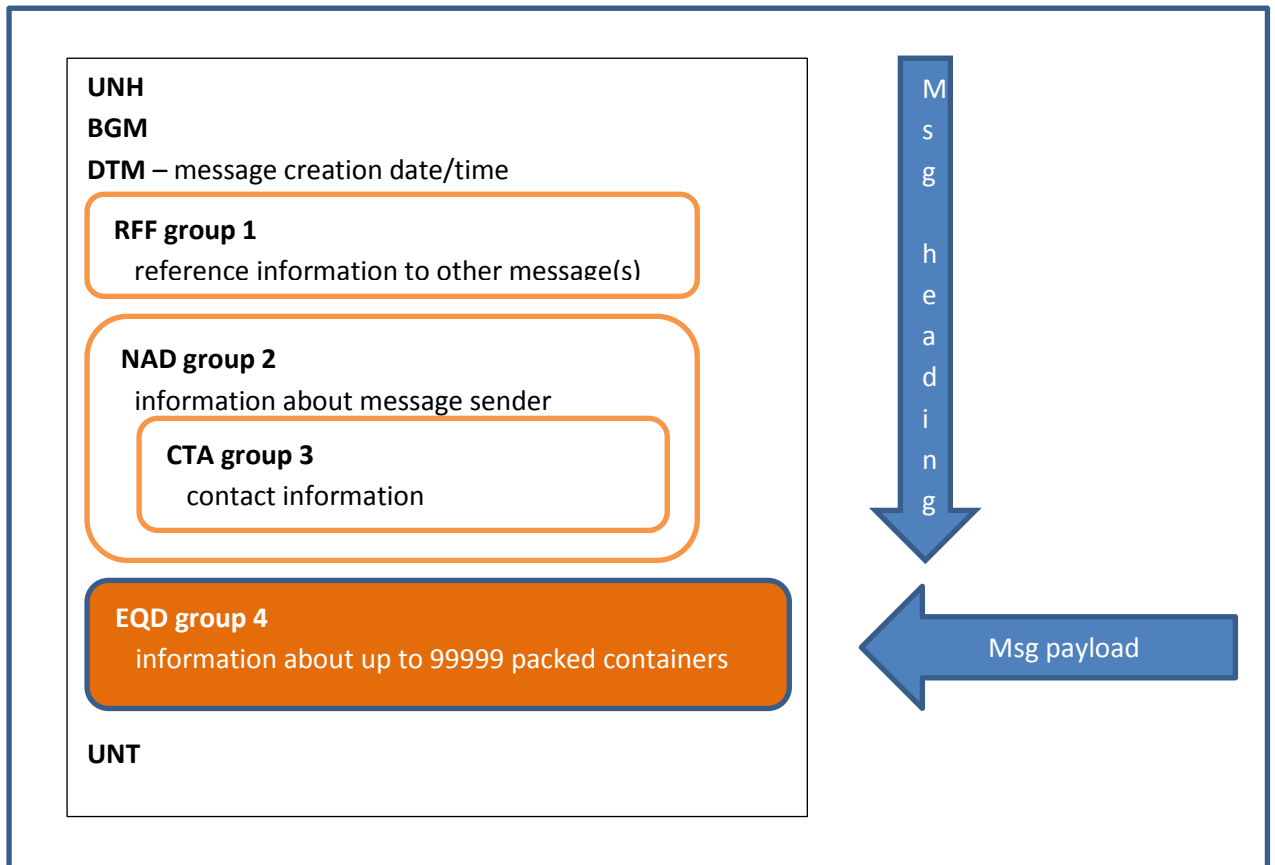 UNH
BGM
DTM – message creation date/time
RFF group 1
reference information to other message(s)
NAD group 2
information about message sender
CTA group 3
contact information
EQD group 4
information about up to 99999 packed containers
UNT
Msg heading
Msg payload